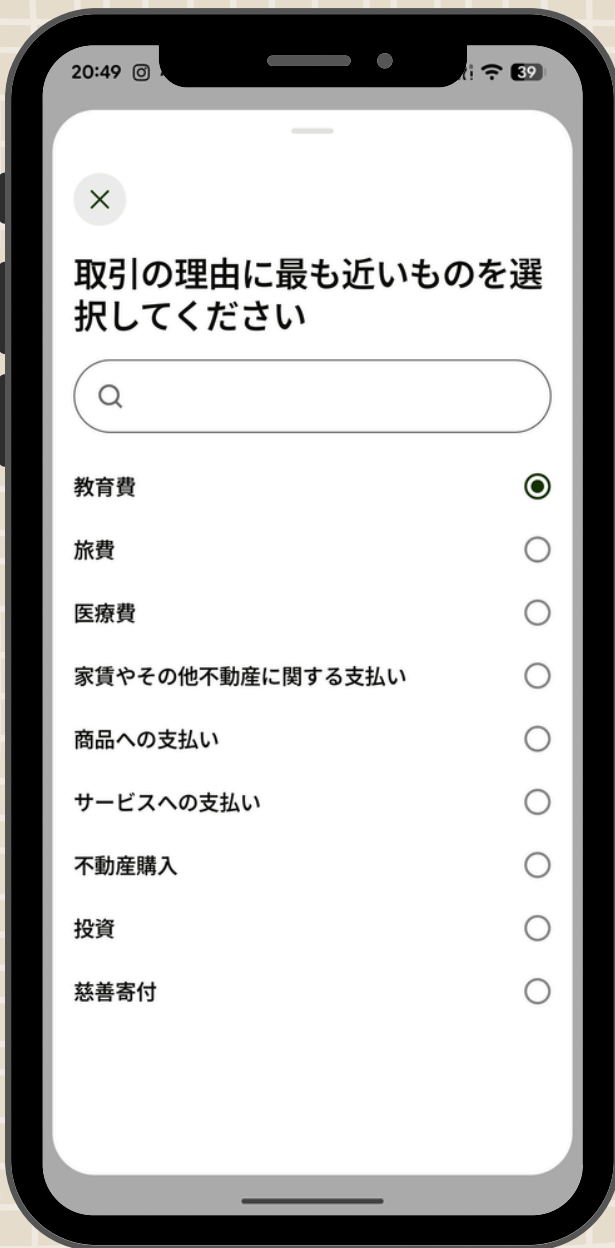 20:49
39
取引の理由に最も近いものを選
択してください
教育費
旅費
医療費
家賃やその他不動産に関する支払い
商品への支払い
サービスへの支払い
不動産購入
投資
慈善寄付